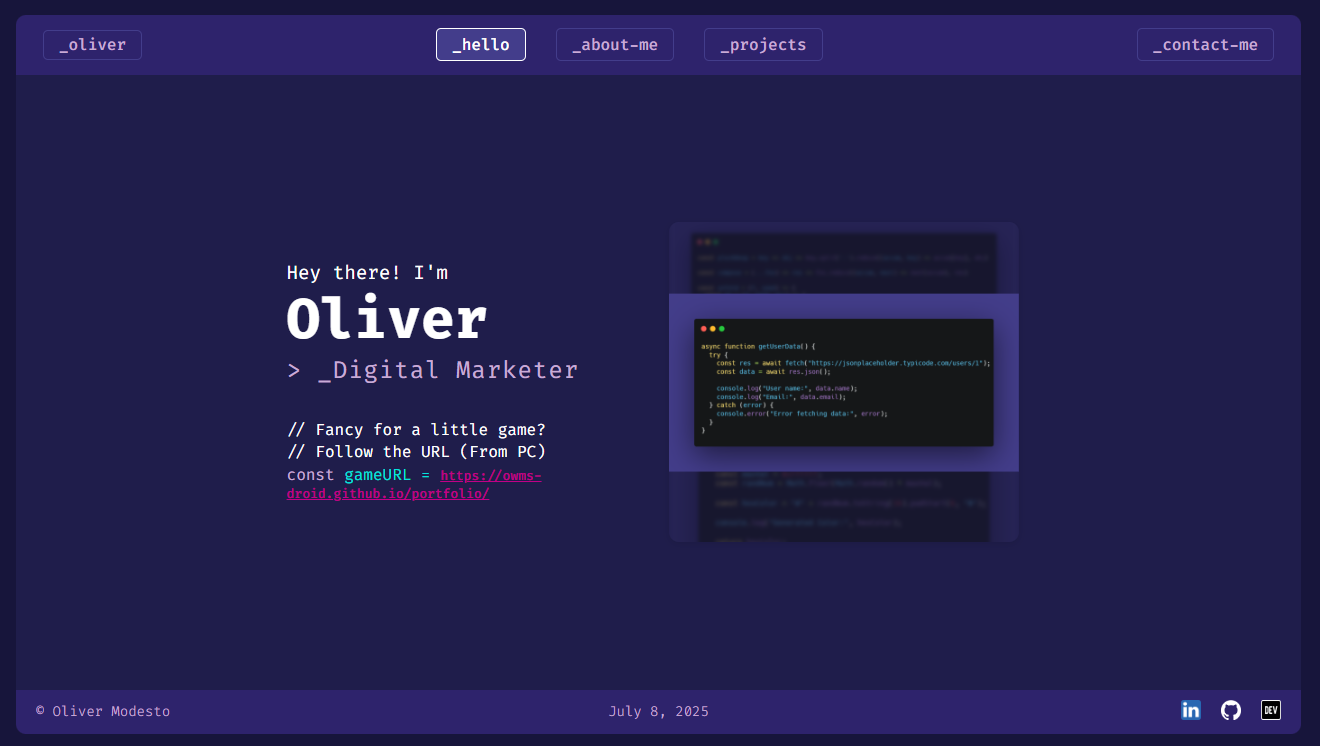 _oliver
_hello
_about-me
_projects
_contact-me
Hey there! I'm
Oliver
> _Digital Marketer
// Fancy for a little game?
// Follow the URL (From PC)
const gameURL = https://owms-
droid.github.io/portfolio/
async function getUserData() {
try {
const res = await fetch("https://jsonplaceholder.typicode.com/users/1");
const data = await res.json();
console.log("User name:", data.name);
console.log("Email:", data.email);
} catch (error) {
console.error("Error fetching data:", error);
}
}
© Oliver Modesto
July 8, 2025
in
DEV